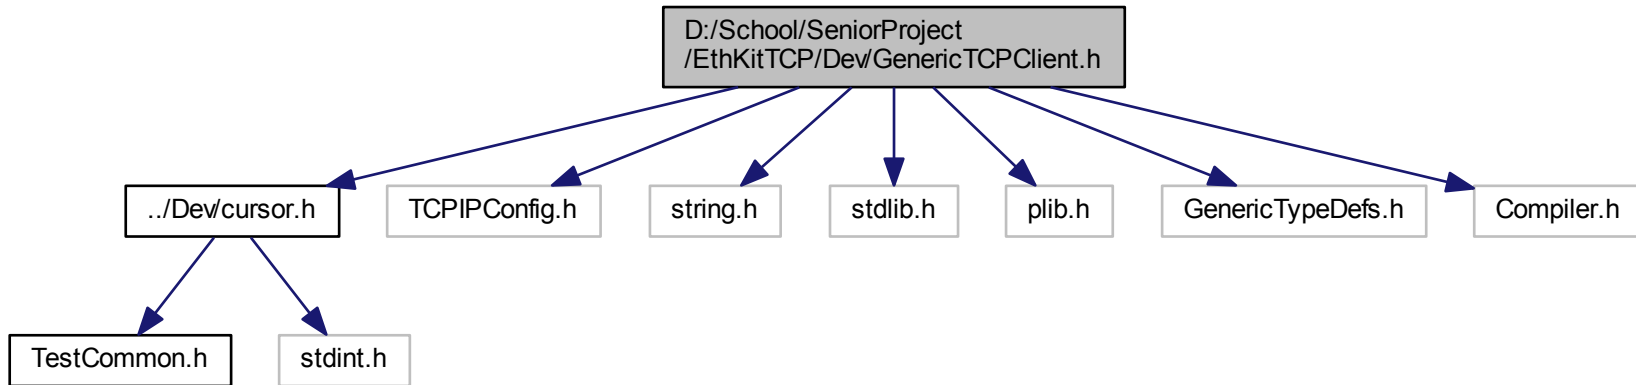 D:/School/SeniorProject
/EthKitTCP/Dev/GenericTCPClient.h
../Dev/cursor.h
TCPIPConfig.h
string.h
stdlib.h
plib.h
GenericTypeDefs.h
Compiler.h
TestCommon.h
stdint.h